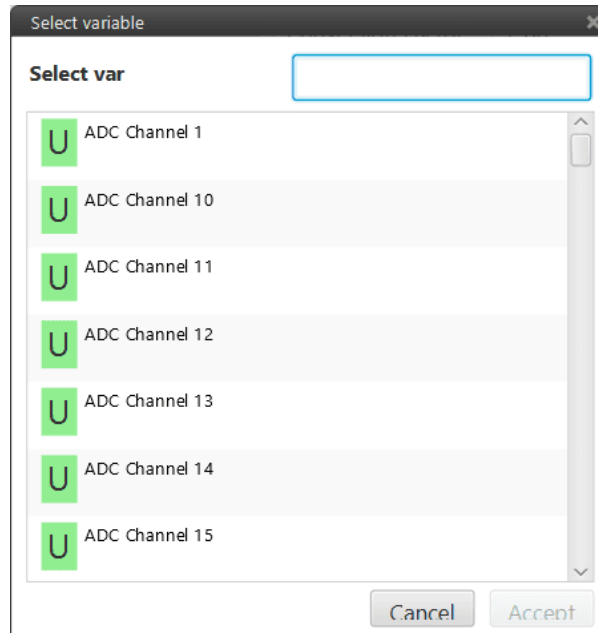 Select variable
Select var
U ADC Channel 1
U ADC Channel 10
U ADC Channel 11
U ADC Channel 12
U ADC Channel 13
U ADC Channel 14
U ADC Channel 15
Cancel Accept